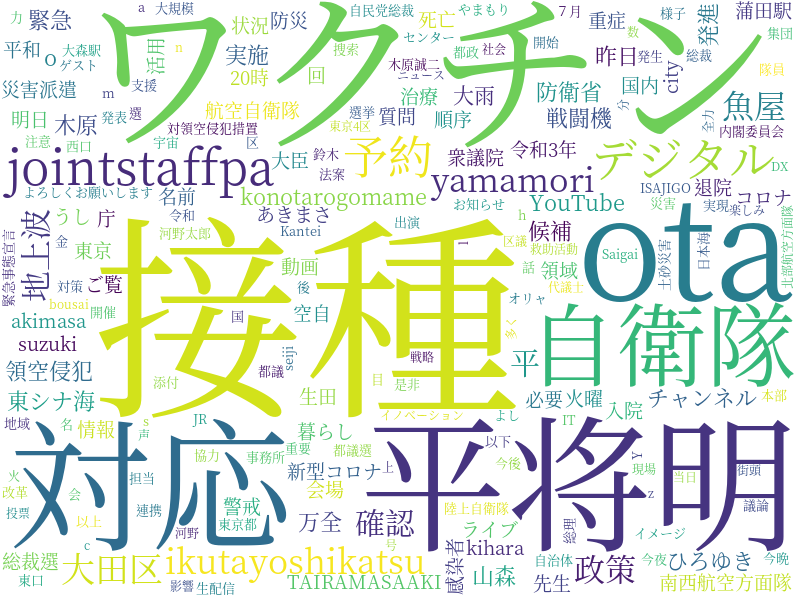 ワクチン
接種
対応
平将明
自衛隊
ota
jointstaffpa
デジタル
予約
yamamori
ikutayoshikatsu
大田区
地上波
魚屋
政策
konotarogomame
YouTube
緊急
力
大規模
a
自民党総裁
死亡
やまもり
7月
重症
様子
発進
蒲田駅
数
集団
平和
大森駅
ゲスト
O
状況
防災
活用
n
実施
20時
回
搜索
センター
都政
社会
木原誠二
ニュース
開始
発生
総裁
city
隊員
災害派遣
m
支援
航空自衛隊
治療
大雨
防衛省
国内
分
全力
明日
木原
発表
選
注意
西口
対領空侵犯措置
宇宙
区
選挙
東京4区
質問
順序
戦闘機
内閣委員会
大臣
鈴木
法案
衆議院
令和3年
DX
よろしくお願いします
名前
ISAJIGO
退院
コロナ
実現
楽しみ
災害
うし
庁
令和
あきまさ
出演
お知らせ
h
候補
金
東京
河野太郎
Kantei
動画
区議
救助活動
Saigai
土砂災害
日本海
北部航空方面隊
緊急事態宣言
対策
ご覧
後
話
領域
代議士
bousai
開催
空自
オリャ
akimasa
国
多く
suzuki
都議
seiji
戦略
平
領空侵犯
添付
生田
目
是非
必要
火曜
チャンネル
本部
東シナ海
イノベーション
よし
IT
入院
地域
名
情報
s
声
JR
協力
事務所
暮らし
重要
都議選
上
今後
以下
Y
現場
z
当日
街頭
火
改革
会
担当
新型コロナ
会場
議論
投票
以上
連携
警戒
東京都
河野
万全
確認
陸上自衛隊
ライブ
総理
イメージ
c
号
総裁選
東口
影響
生配信
TAIRAMASAAKI
感染者
kihara
山森
自治体
先生
今夜
ひろゆき
今晩
南西航空方面隊
昨日